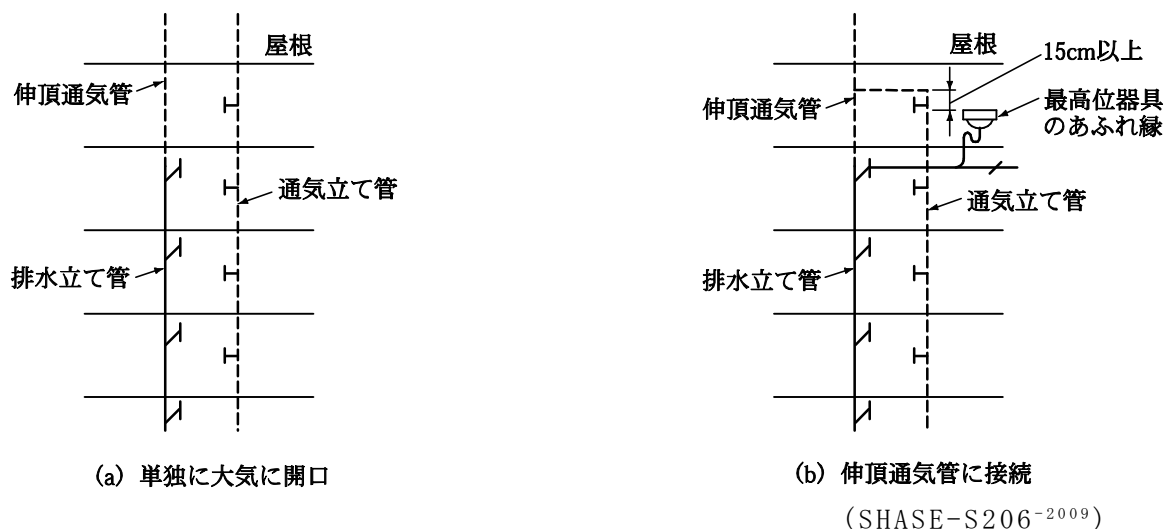 屋根
伸頂通気管
通気立て管
排水立て管
(a) 単独に大気に開口
屋根
15cm以上
伸頂通気管
最高位器具
のあふれ縁
通気立て管
排水立て管
(b) 伸頂通気管に接続
(SHASE-S206-2009)